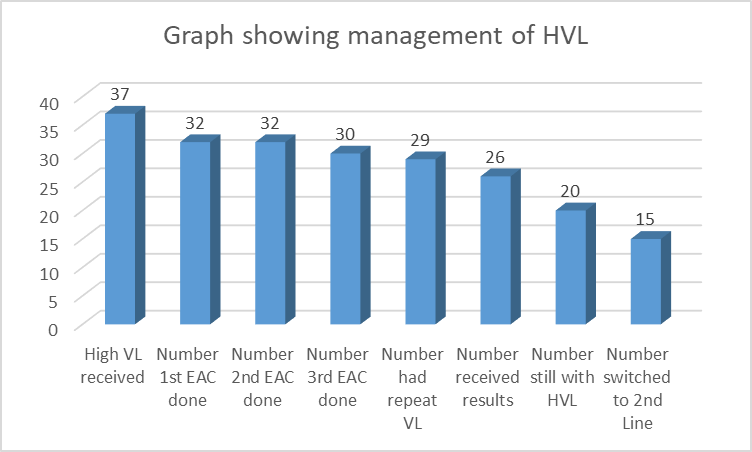 Graph showing management of HVL
37
32
32
30
29
26
20
15
40
35
30
25
20
15
10
5
0
High VL
received
Number
1st EAC
done
Number
2nd EAC
done
Number
3rd EAC
done
Number
had
repeat
VL
Number
received
results
Number
still with
HVL
Number
switched
to 2nd
Line